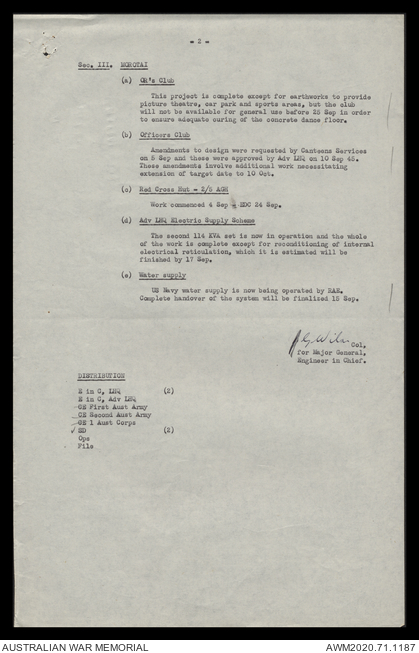 - 2 -
Sec. III. MOROTAI
(a) OR's Club
This project is complete except for earthworks to provide
picture theatre, car park and sports areas, but the club
will not be available for general use before 25 Sep in order
to ensure adequate curing of the concrete dance floor.
(b) Officers Club
Amendments to design were requested by Canteens Services
on 5 Sep and these were approved by Adv LHQ on 10 Sep 45.
These amendments involve additional work necessitating
extension of target date to 10 Oct.
(c) Red Cross Hut - 2/5 AGH
Work commenced 4 Sep EDC 24 Sep.
(d) Adv LHQ Electric Supply Scheme
The second 114 KVA set is now in operation and the whole
of the work is complete except for reconditioning of internal
electrical reticulation, which it is estimated will be
finished by 17 Sep.
(e) Water supply
US Navy water supply is now being operated by RAE.
Complete handover of the system will be finalized 15 Sep.
Col,
for Major General,
Engineer in Chief.
DISTRIBUTION
E in C, LHQ (2)
E in C, Adv LHQ
CE First Aust Army
CE Second Aust Army
CE 1 Aust Corps
SD (2)
Ops
File
AUSTRALIAN WAR MEMORIAL AWM2020.71.1187